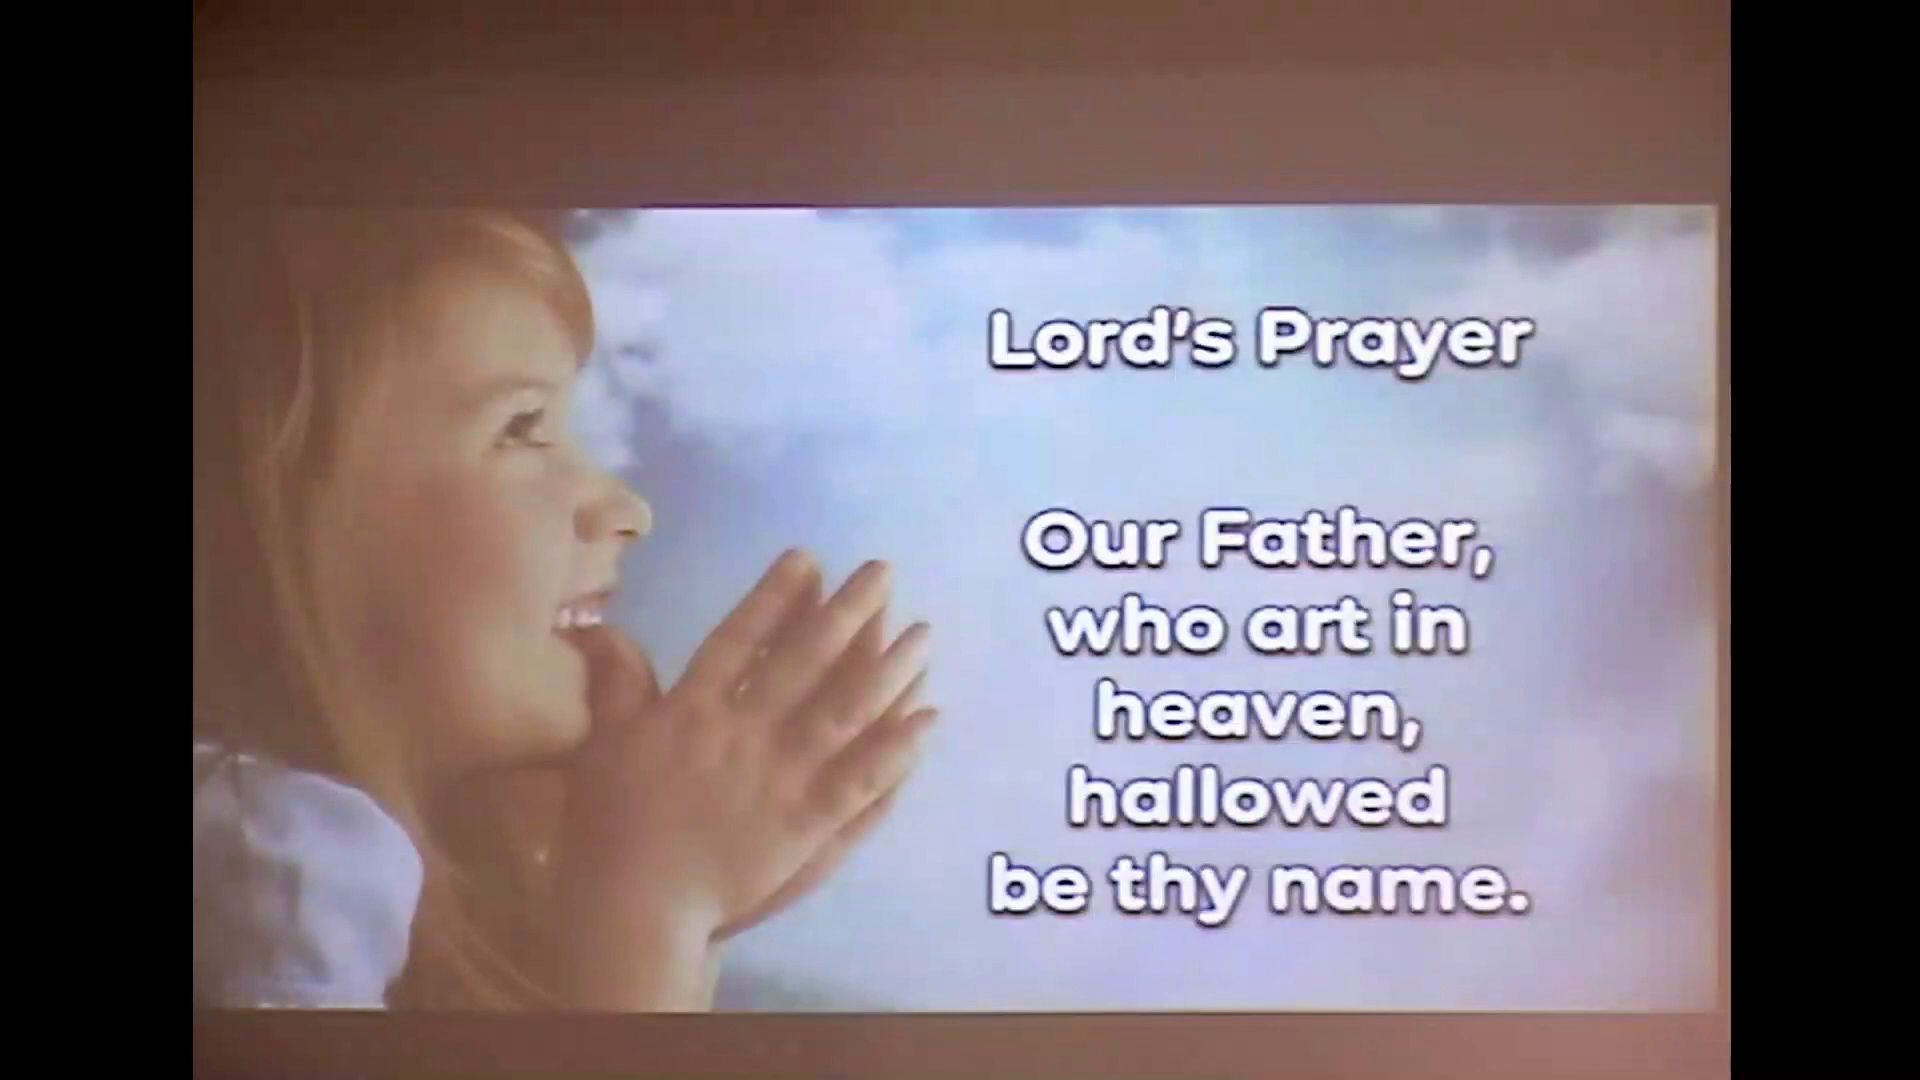 Lord's Prayer
Our Father,
who art in
heaven,
hallowed
be thy name.